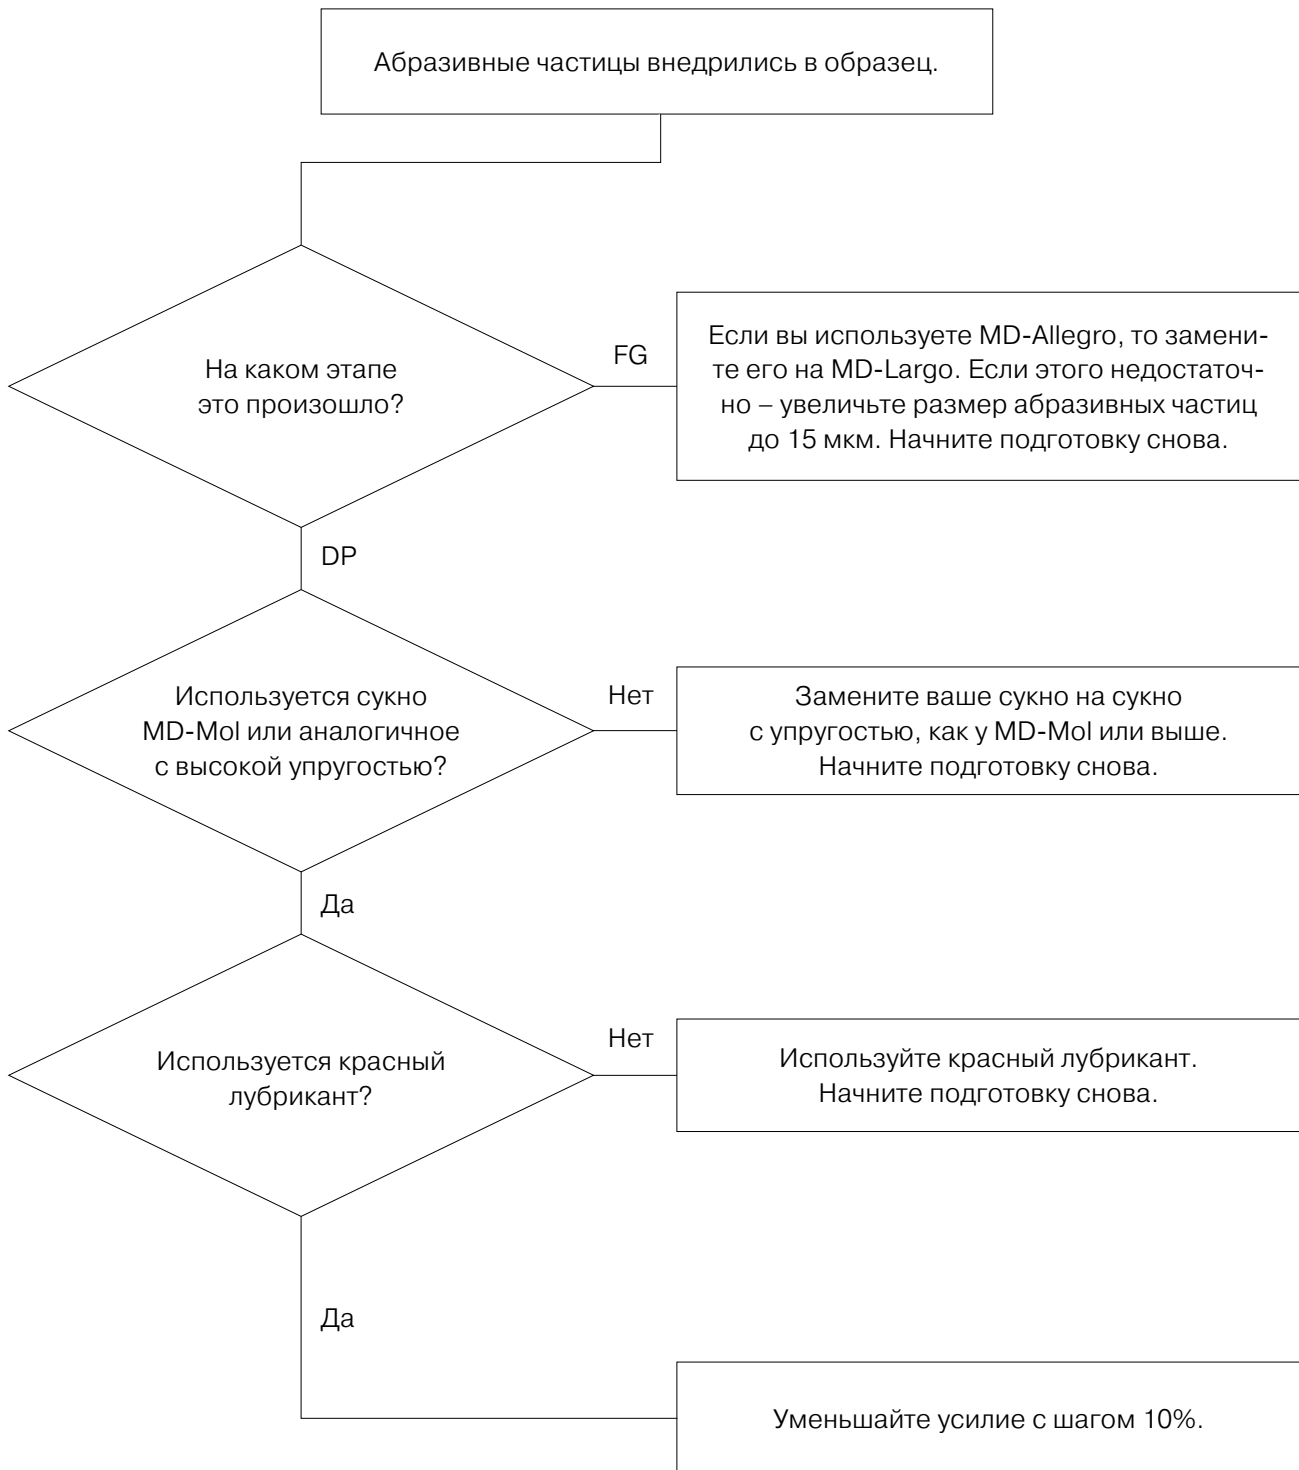 Абразивные частицы внедрились в образец.
На каком этапе
это произошло?
FG
Если вы используете MD-Allegro, то замени-
те его на MD-Largo. Если этого недостаточ-
но – увеличьте размер абразивных частиц
до 15 мкм. Начните подготовку снова.
DP
Используется сукно
MD-Mol или аналогичное
с высокой упругостью?
Нет
Замените ваше сукно на сукно
с упругостью, как у MD-Mol или выше.
Начните подготовку снова.
Да
Используется красный
лубрикант?
Нет
Используйте красный лубрикант.
Начните подготовку снова.
Да
Уменьшайте усилие с шагом 10%.